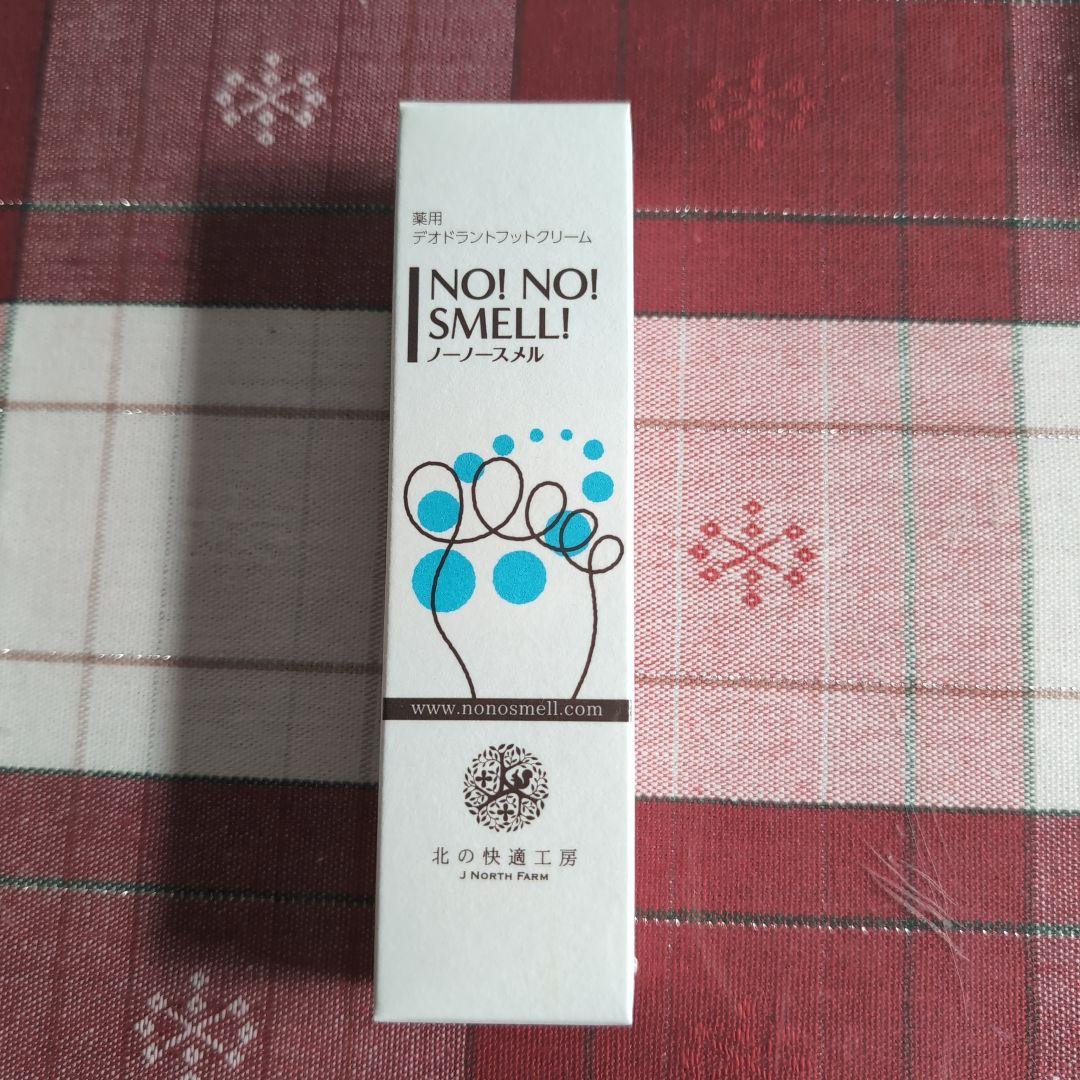 薬用
デオドラントフットクリーム
NO! NO!
SMELL!
ノーノースメル
www.nonosmell.com
北の快適工房
J NORTH FARM